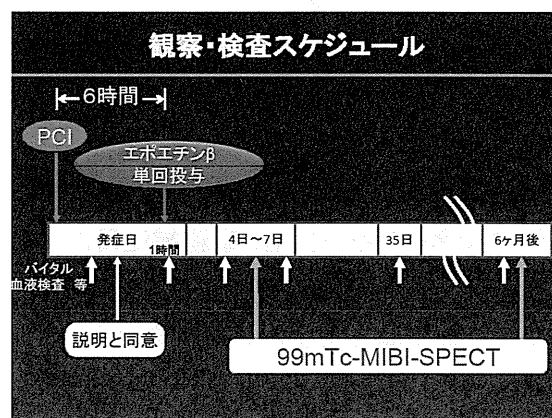 観察・検査スケジュール
6時間
PCI
エポエチンβ
単回投与
発症日
1時間
4日～7日
35日
6ヶ月後
バイタル
血液検査 等
説明と同意
99mTc-MIBI-SPECT